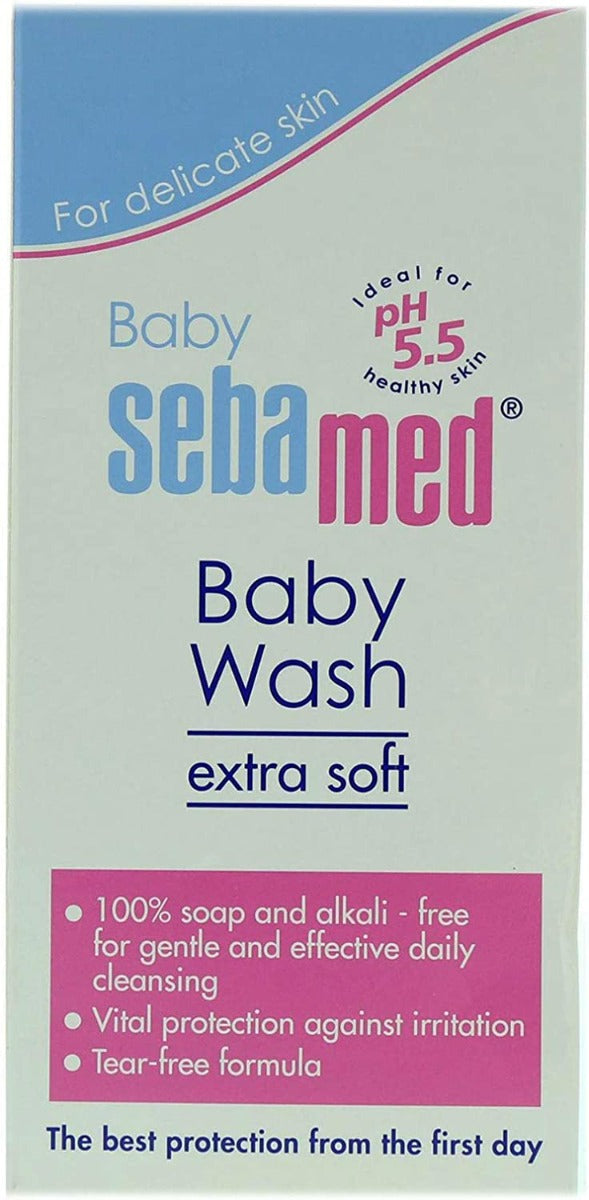 For delicate skin
Baby
sebamed®
Ideal for
pH
5.5
healthy skin
Baby
Wash
extra soft
• 100% soap and alkali - free
for gentle and effective daily
cleansing
• Vital protection against irritation
• Tear-free formula
The best protection from the first day